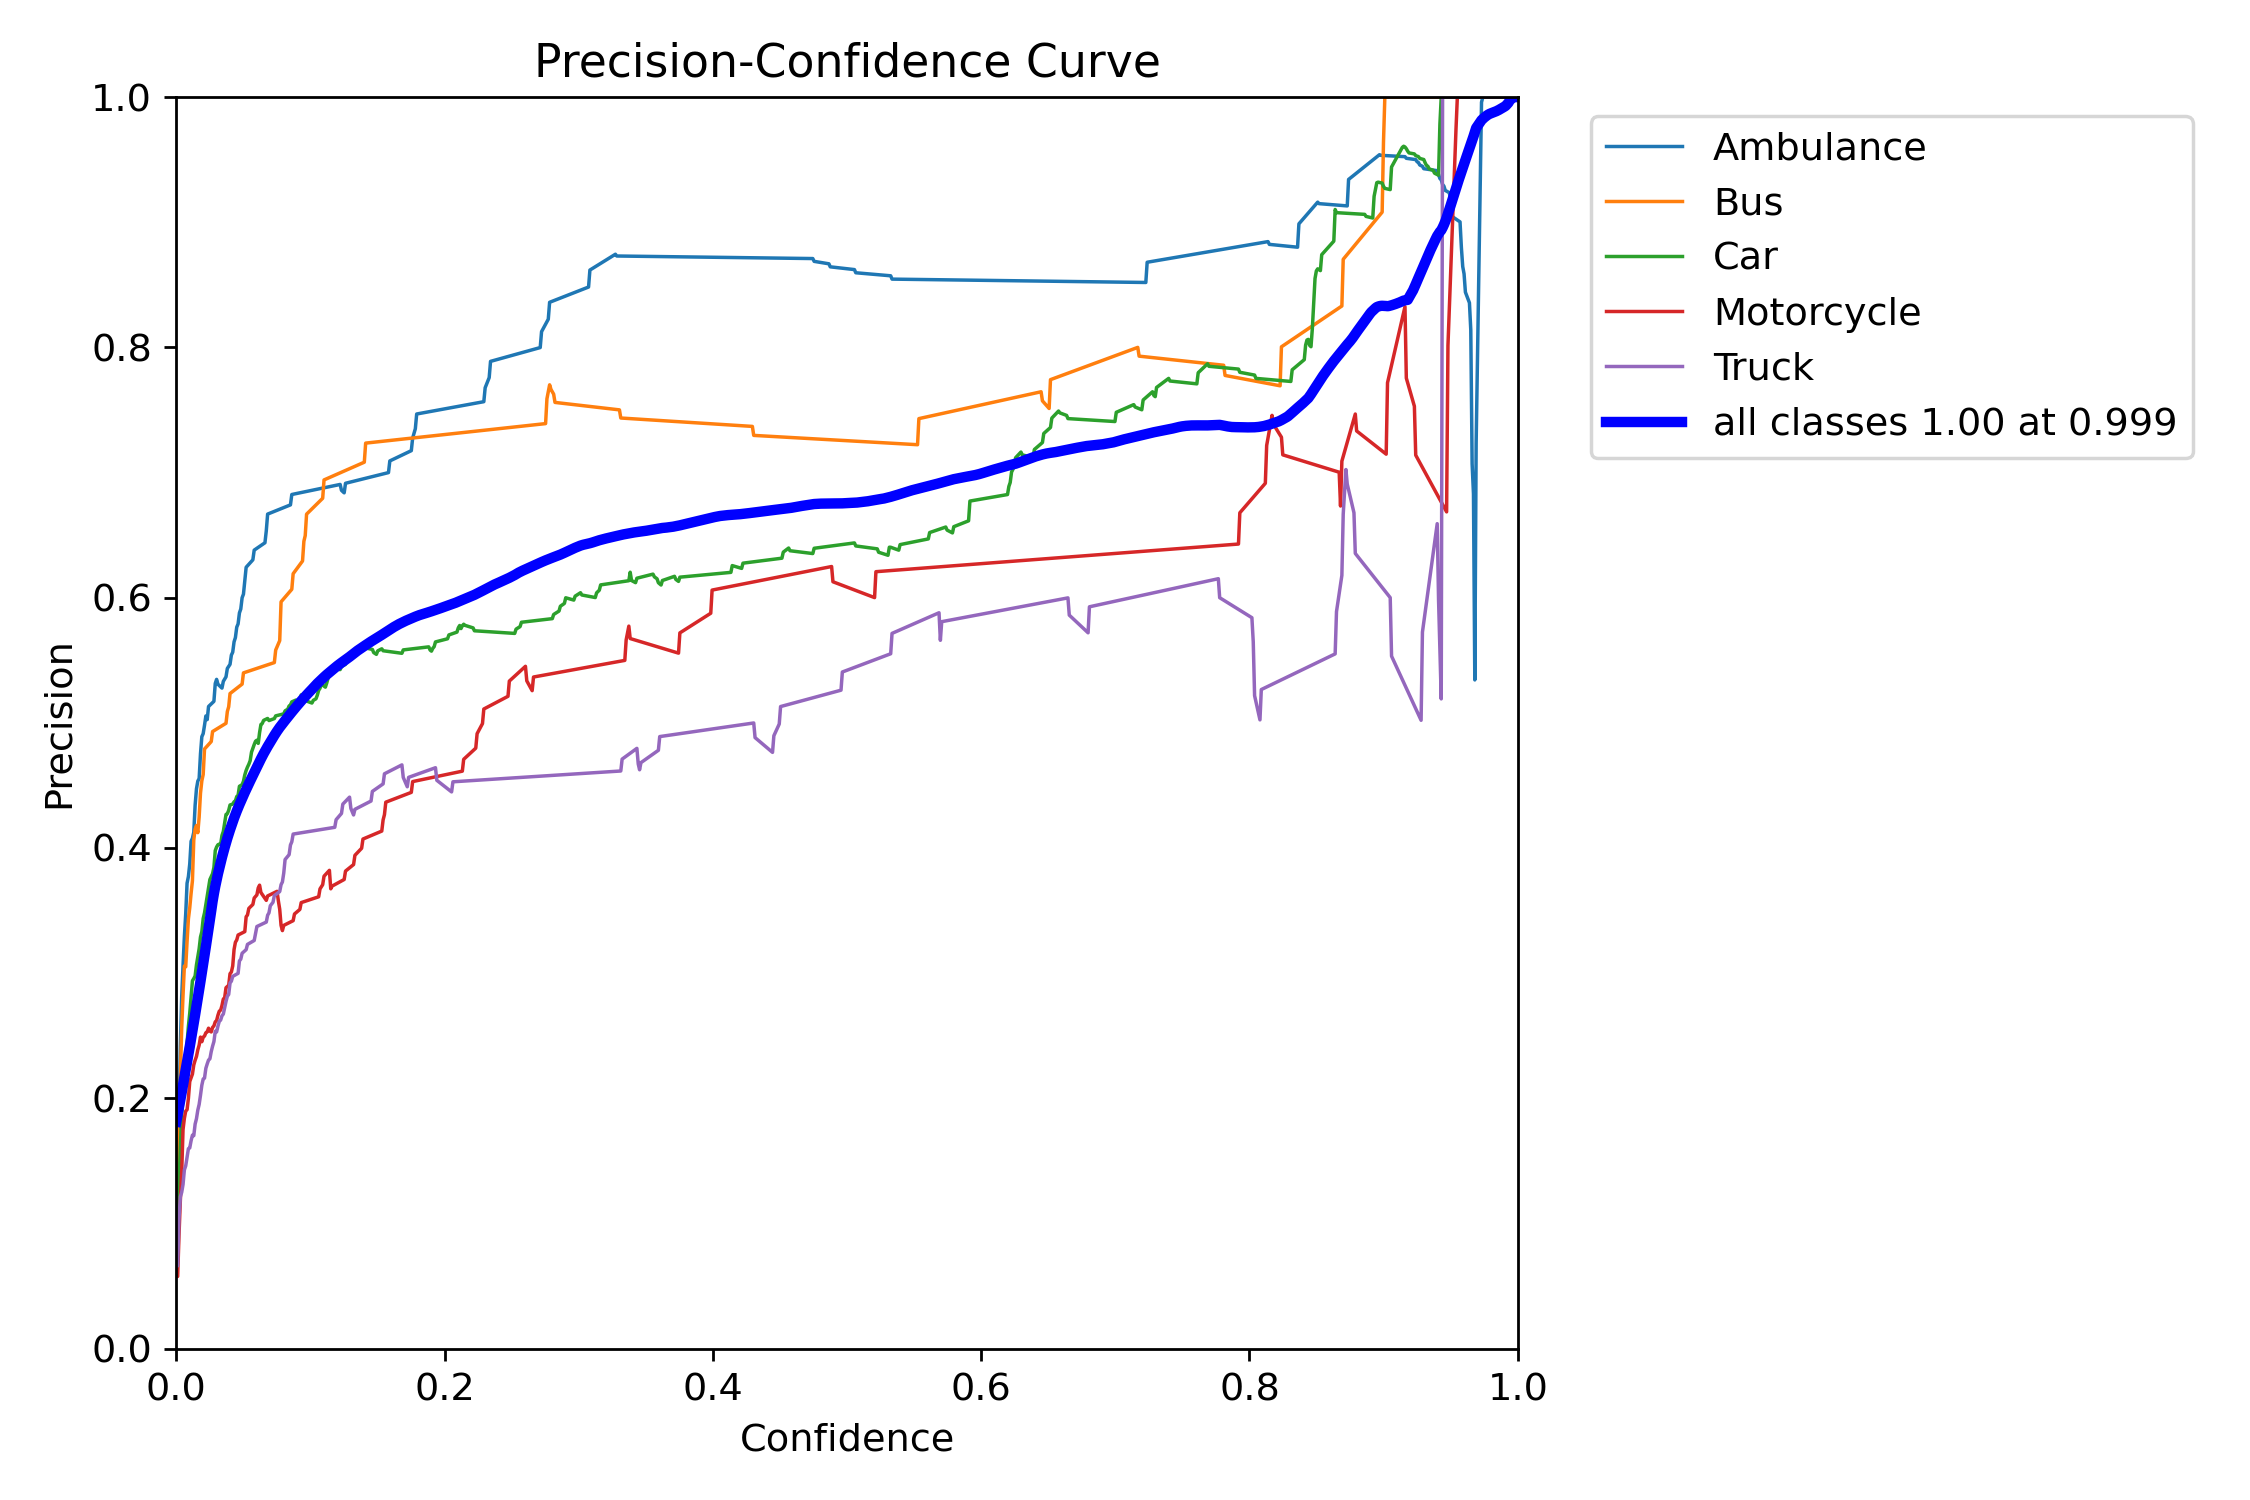 Precision-Confidence Curve
1.0
0.8
0.6
0.4
0.2
0.0
Precision
0.0 0.2 0.4 0.6 0.8 1.0
Confidence
Ambulance
Bus
Car
Motorcycle
Truck
all classes 1.00 at 0.999